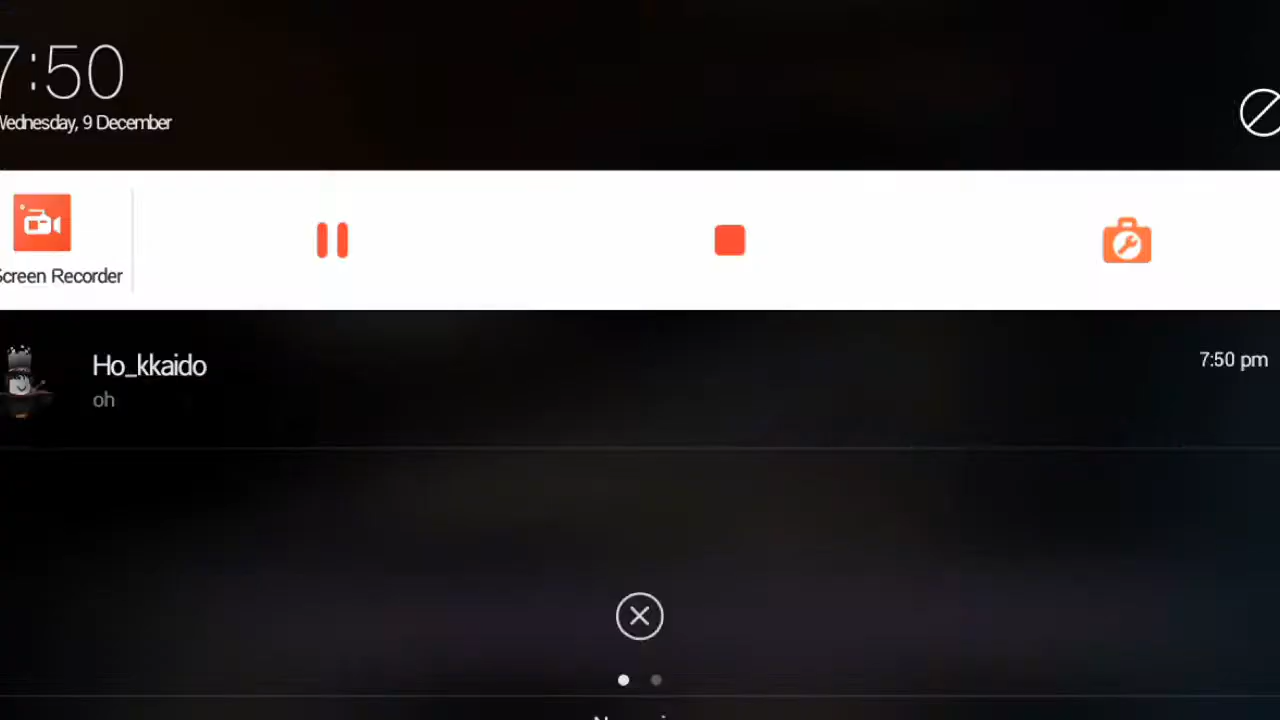 7:50
Wednesday, 9 December
Screen Recorder
Ho_kkaido
7:50 pm
oh